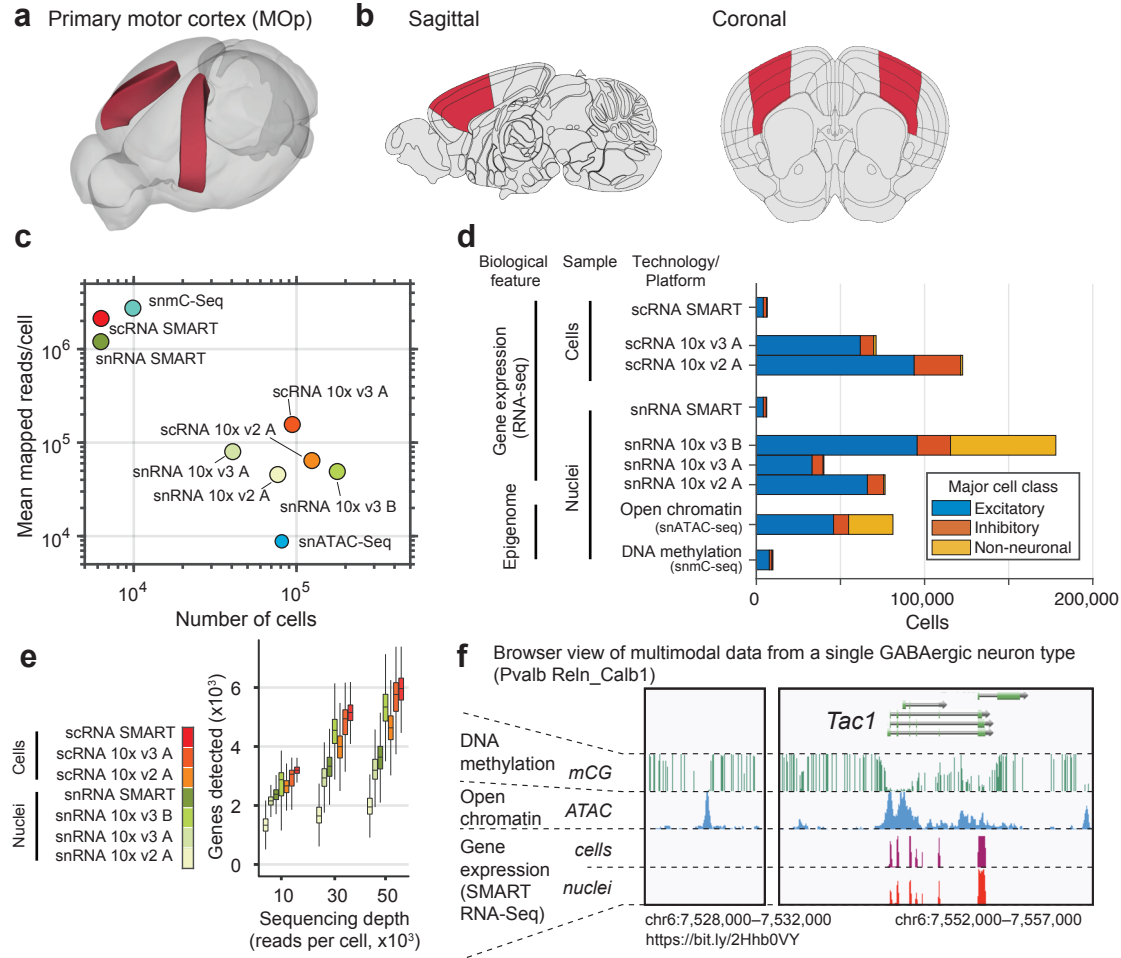 a Primary motor cortex (MOp)
b Sagittal
Coronal
c
Mean mapped reads/cell
10^6
10^5
10^4
snmC-Seq
scRNA SMART
snRNA SMART
scRNA 10x v3 A
scRNA 10x v2 A
snRNA 10x v3 A
snRNA 10x v2 A
snRNA 10x v3 B
snATAC-Seq
10^4
10^5
Number of cells
d
Biological
feature
Sample
Technology/
Platform
Gene expression
(RNA-seq)
Epigenome
Cells
Nuclei
scRNA SMART
scRNA 10x v3 A
scRNA 10x v2 A
snRNA SMART
snRNA 10x v3 B
snRNA 10x v3 A
snRNA 10x v2 A
Open chromatin
(snATAC-seq)
DNA methylation
(snmC-seq)
Major cell class
Excitatory
Inhibitory
Non-neuronal
0
100,000
200,000
Cells
e
Cells
Nuclei
scRNA SMART
scRNA 10x v3 A
scRNA 10x v2 A
snRNA SMART
snRNA 10x v3 B
snRNA 10x v3 A
snRNA 10x v2 A
Genes detected (x10³)
6
4
2
0
10
30
50
Sequencing depth
(reads per cell, x10³)
f Browser view of multimodal data from a single GABAergic neuron type
(Pvalb Reln_Calb1)
Tac1
DNA
methylation
mCG
Open
chromatin
ATAC
Gene
expression
(SMART
RNA-Seq)
cells
nuclei
chr6:7,528,000–7,532,000
chr6:7,552,000–7,557,000
https://bit.ly/2Hhb0VY